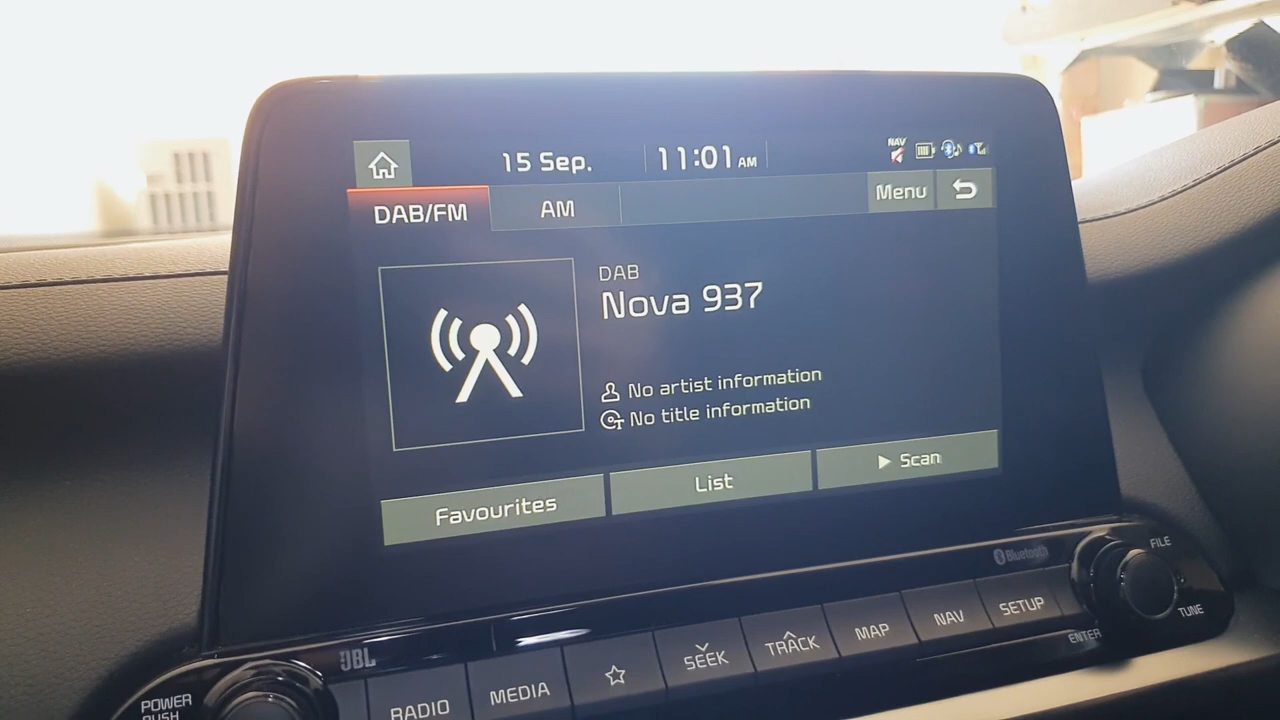 15 Sep.
11:01 AM
NAV
DAB/FM
AM
Menu
DAB
Nova 937
No artist information
No title information
Favourites
List
Scan
Bluetooth
FILE
TUNE
ENTER
JBL
POWER
PUSH
RADIO
MEDIA
SEEK
TRACK
MAP
NAV
SETUP